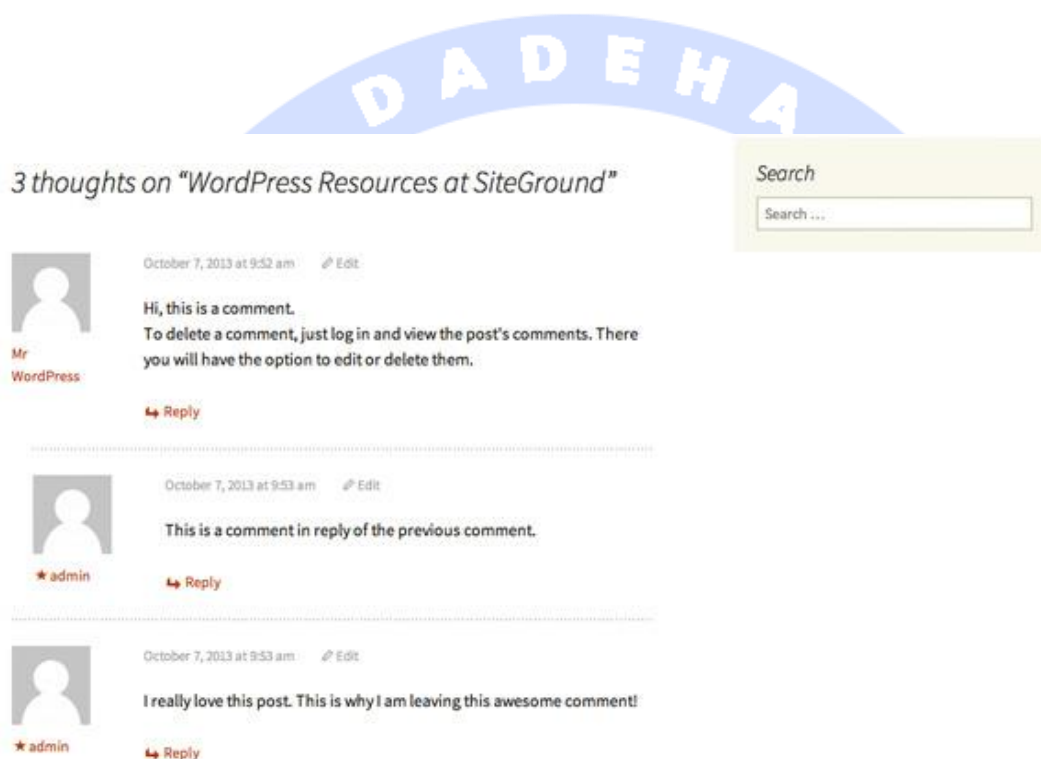 DADEHA
3 thoughts on “WordPress Resources at SiteGround”
Search
Search ...
October 7, 2013 at 9:52 am Edit
Hi, this is a comment.
To delete a comment, just log in and view the post's comments. There
you will have the option to edit or delete them.
Mr
WordPress
Reply
October 7, 2013 at 9:53 am Edit
This is a comment in reply of the previous comment.
★ admin
Reply
October 7, 2013 at 9:53 am Edit
I really love this post. This is why I am leaving this awesome comment!
★ admin
Reply